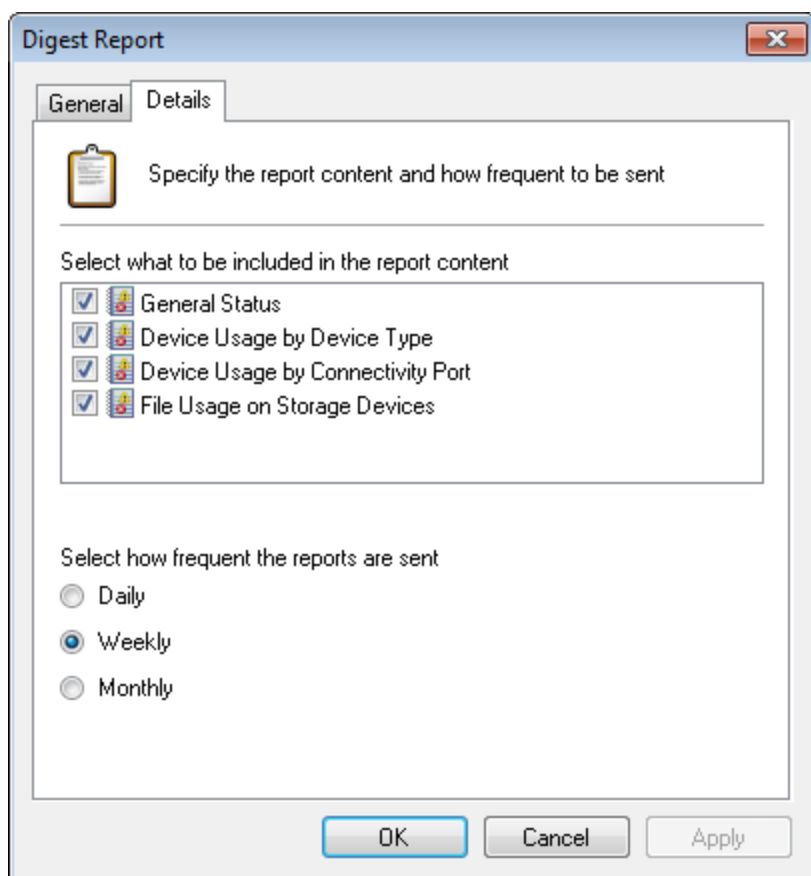 Digest Report
General
Details
Specify the report content and how frequent to be sent
Select what to be included in the report content
General Status
Device Usage by Device Type
Device Usage by Connectivity Port
File Usage on Storage Devices
Select how frequent the reports are sent
Daily
Weekly
Monthly
OK
Cancel
Apply